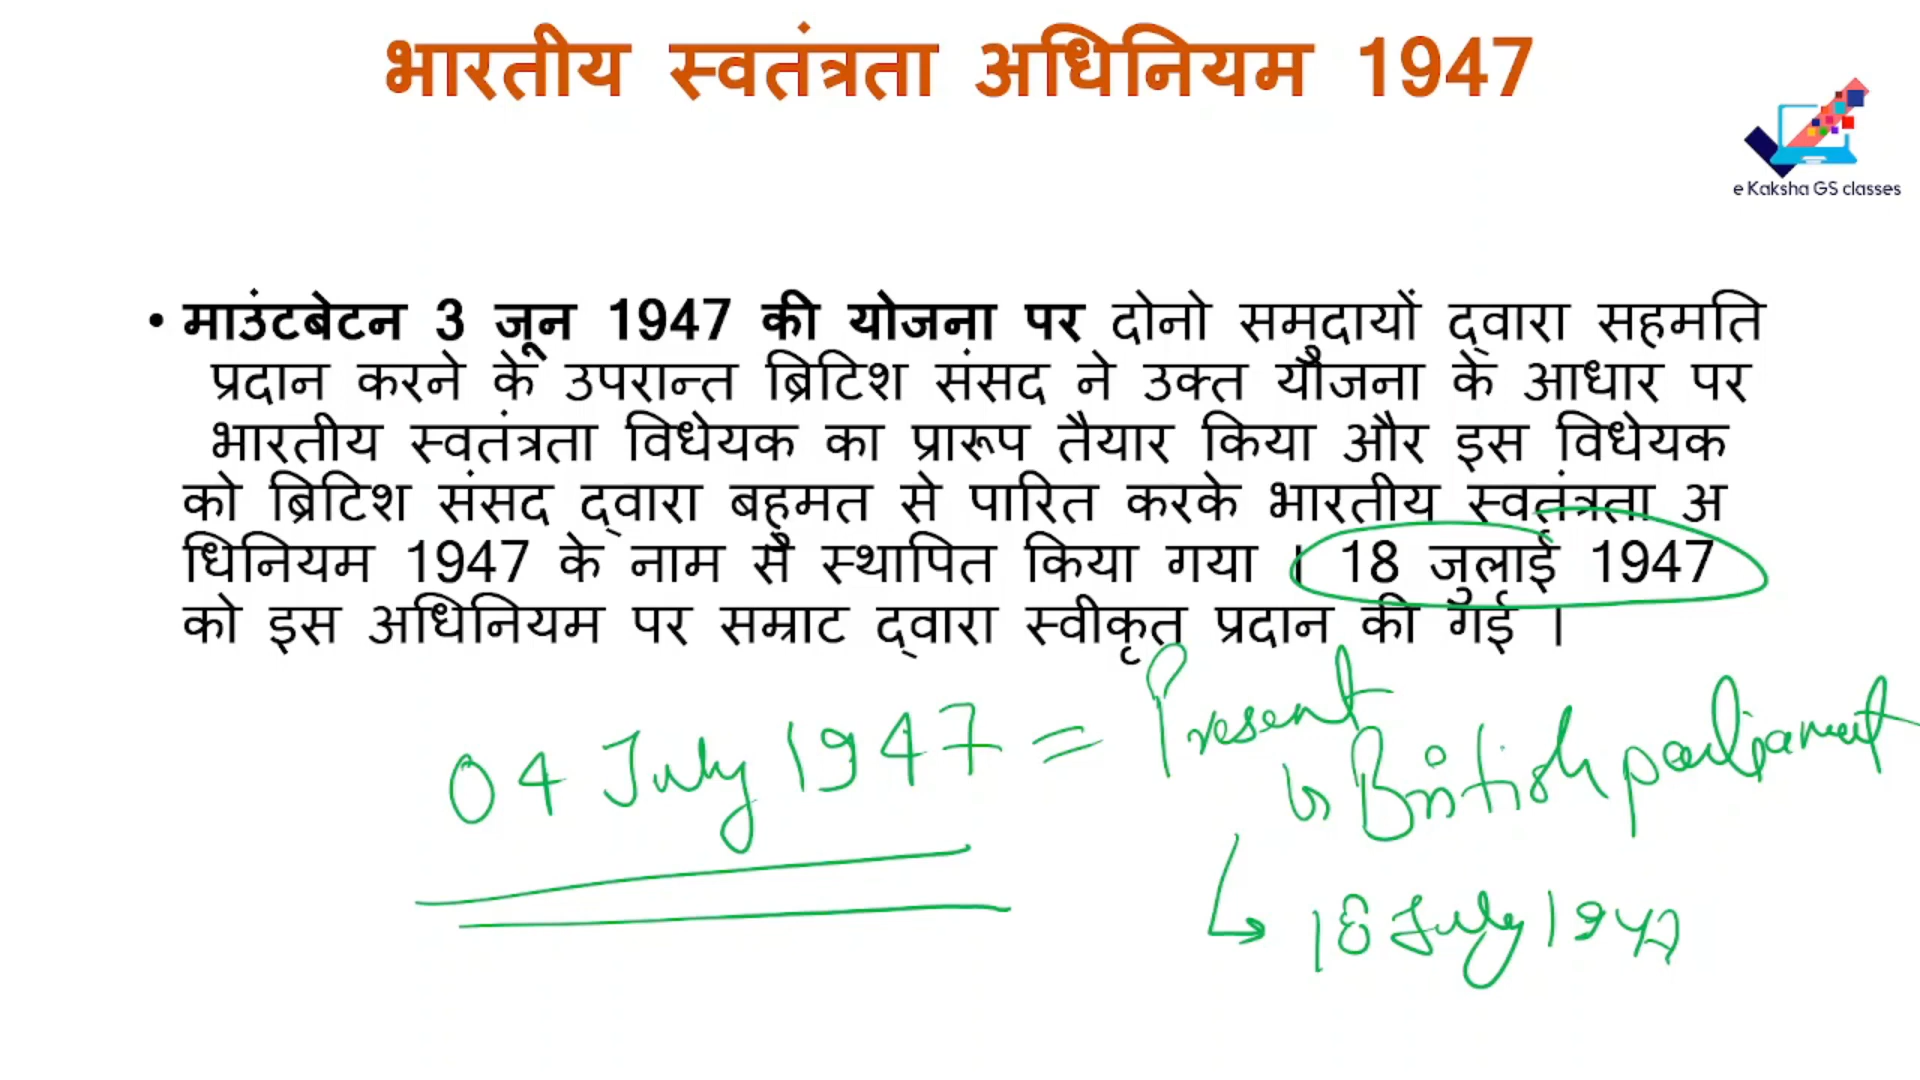 भारतीय स्वतंत्रता अधिनियम 1947
e Kaksha GS classes
• माउंटबेटन 3 जून 1947 की योजना पर दोनो समुदायों द्वारा सहमति
प्रदान करने के उपरान्त ब्रिटिश संसद ने उक्त योजना के आधार पर
भारतीय स्वतंत्रता विधेयक का प्रारूप तैयार किया और इस विधेयक
को ब्रिटिश संसद द्वारा बहुमत से पारित करके भारतीय स्वतंत्रता अ
धिनियम 1947 के नाम से स्थापित किया गया । 18 जुलाई 1947
को इस अधिनियम पर सम्राट द्वारा स्वीकृत प्रदान की गई ।
04 July 1947 = Present
British parliament
18 July 1947